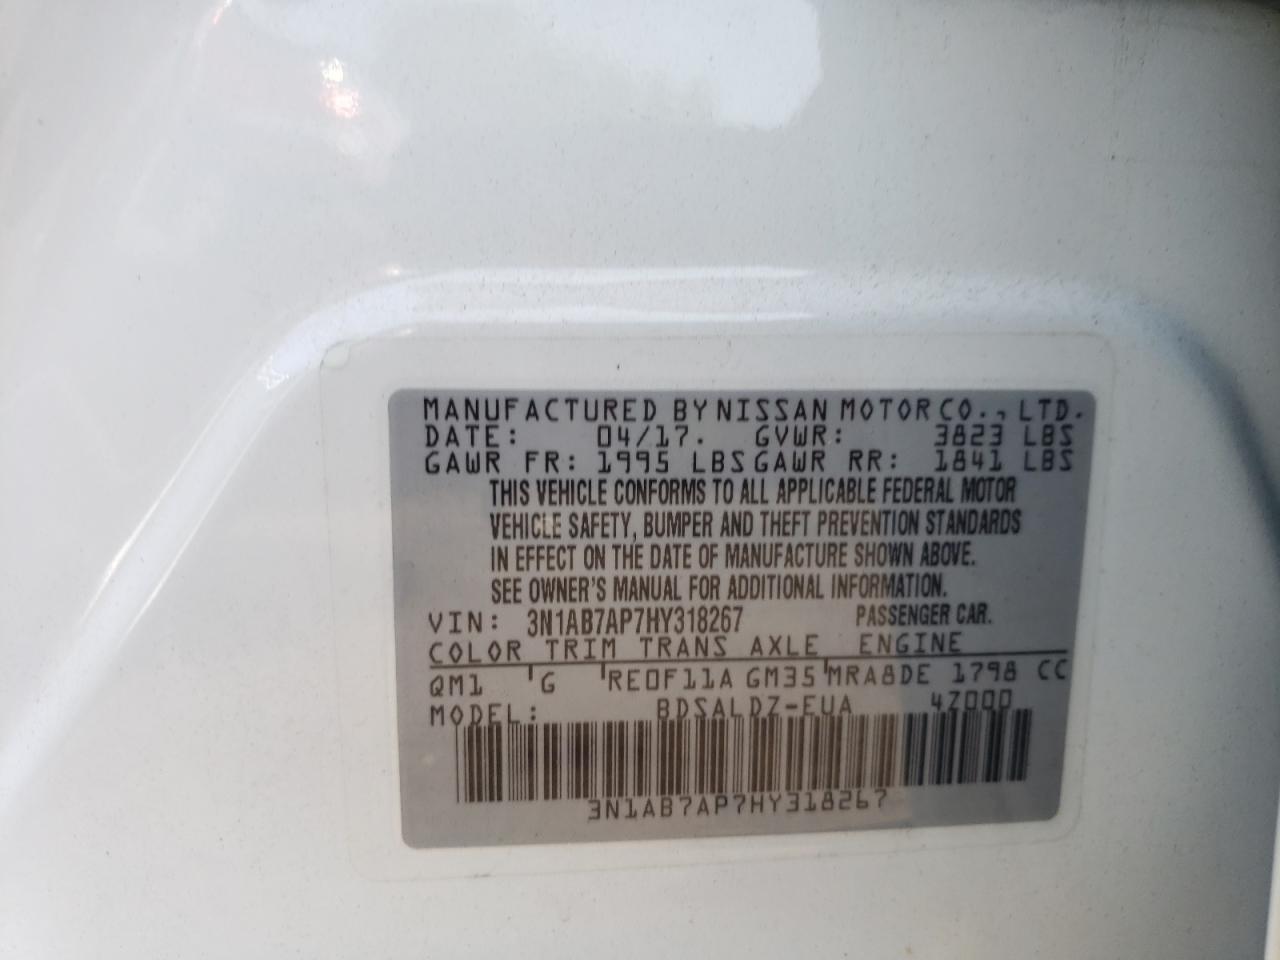 MANUFACTURED BY NISSAN MOTOR CO., LTD.
DATE: 04/17. GVWR: 3823 LBS
GAWR FR: 1995 LBS GAWR RR: 1841 LBS
THIS VEHICLE CONFORMS TO ALL APPLICABLE FEDERAL MOTOR
VEHICLE SAFETY, BUMPER AND THEFT PREVENTION STANDARDS
IN EFFECT ON THE DATE OF MANUFACTURE SHOWN ABOVE.
SEE OWNER'S MANUAL FOR ADDITIONAL INFORMATION.
VIN: 3N1AB7AP7HY318267 PASSENGER CAR.
COLOR TRIM TRANS AXLE ENGINE
QM1 G RE0F11A GM35 MRA8DE 1798 CC
MODEL: BDSALDZ-EUA 4Z000
3N1AB7AP7HY318267